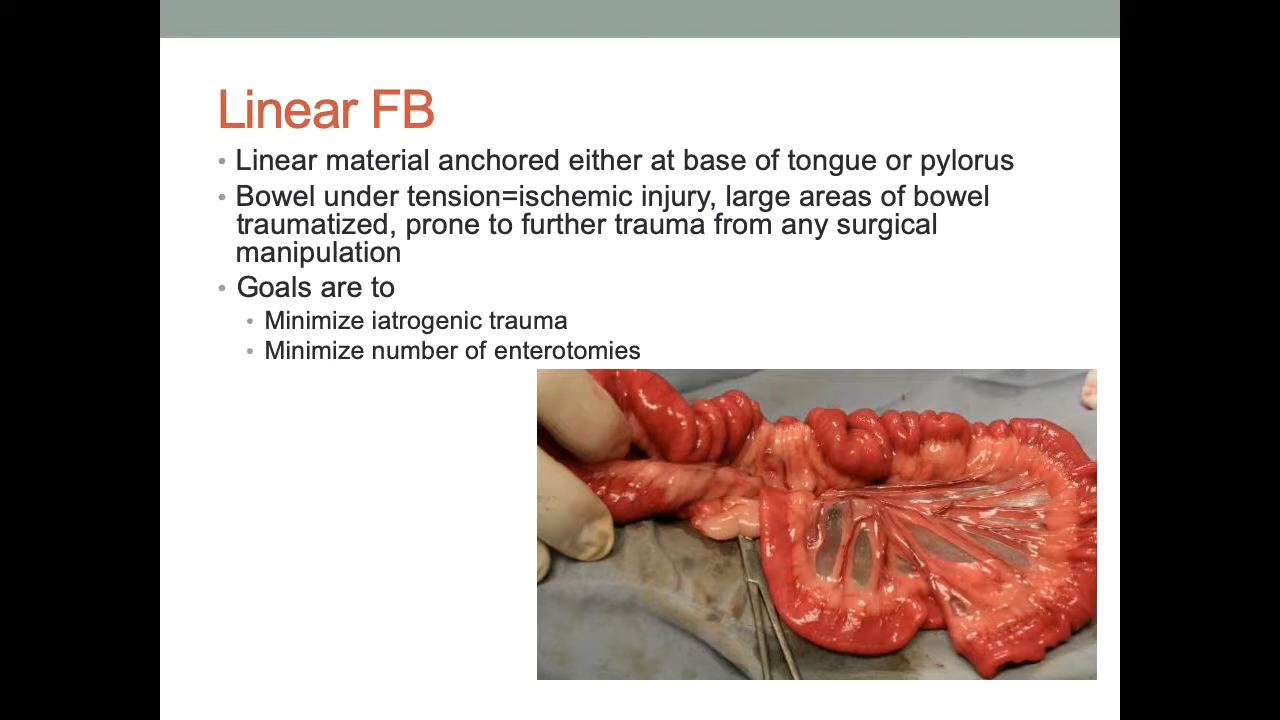 Linear FB
• Linear material anchored either at base of tongue or pylorus
• Bowel under tension=ischemic injury, large areas of bowel
traumatized, prone to further trauma from any surgical
manipulation
• Goals are to
• Minimize iatrogenic trauma
• Minimize number of enterotomies